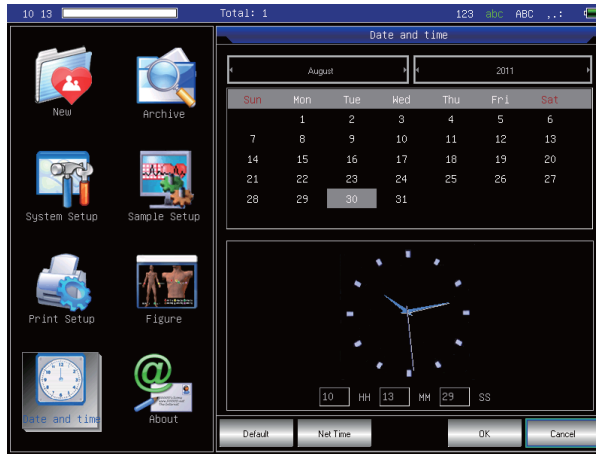 10 13 Total: 1 123 abc ABC ,.:
New
Archive
System Setup
Sample Setup
Print Setup
Figure
Date and time
About
Date and time
August 2011
Sun Mon Tue Wed Thu Fri Sat
1 2 3 4 5 6
7 8 9 10 11 12 13
14 15 16 17 18 19 20
21 22 23 24 25 26 27
28 29 30 31
10 HH 13 MM 29 SS
Default Net Time OK Cancel